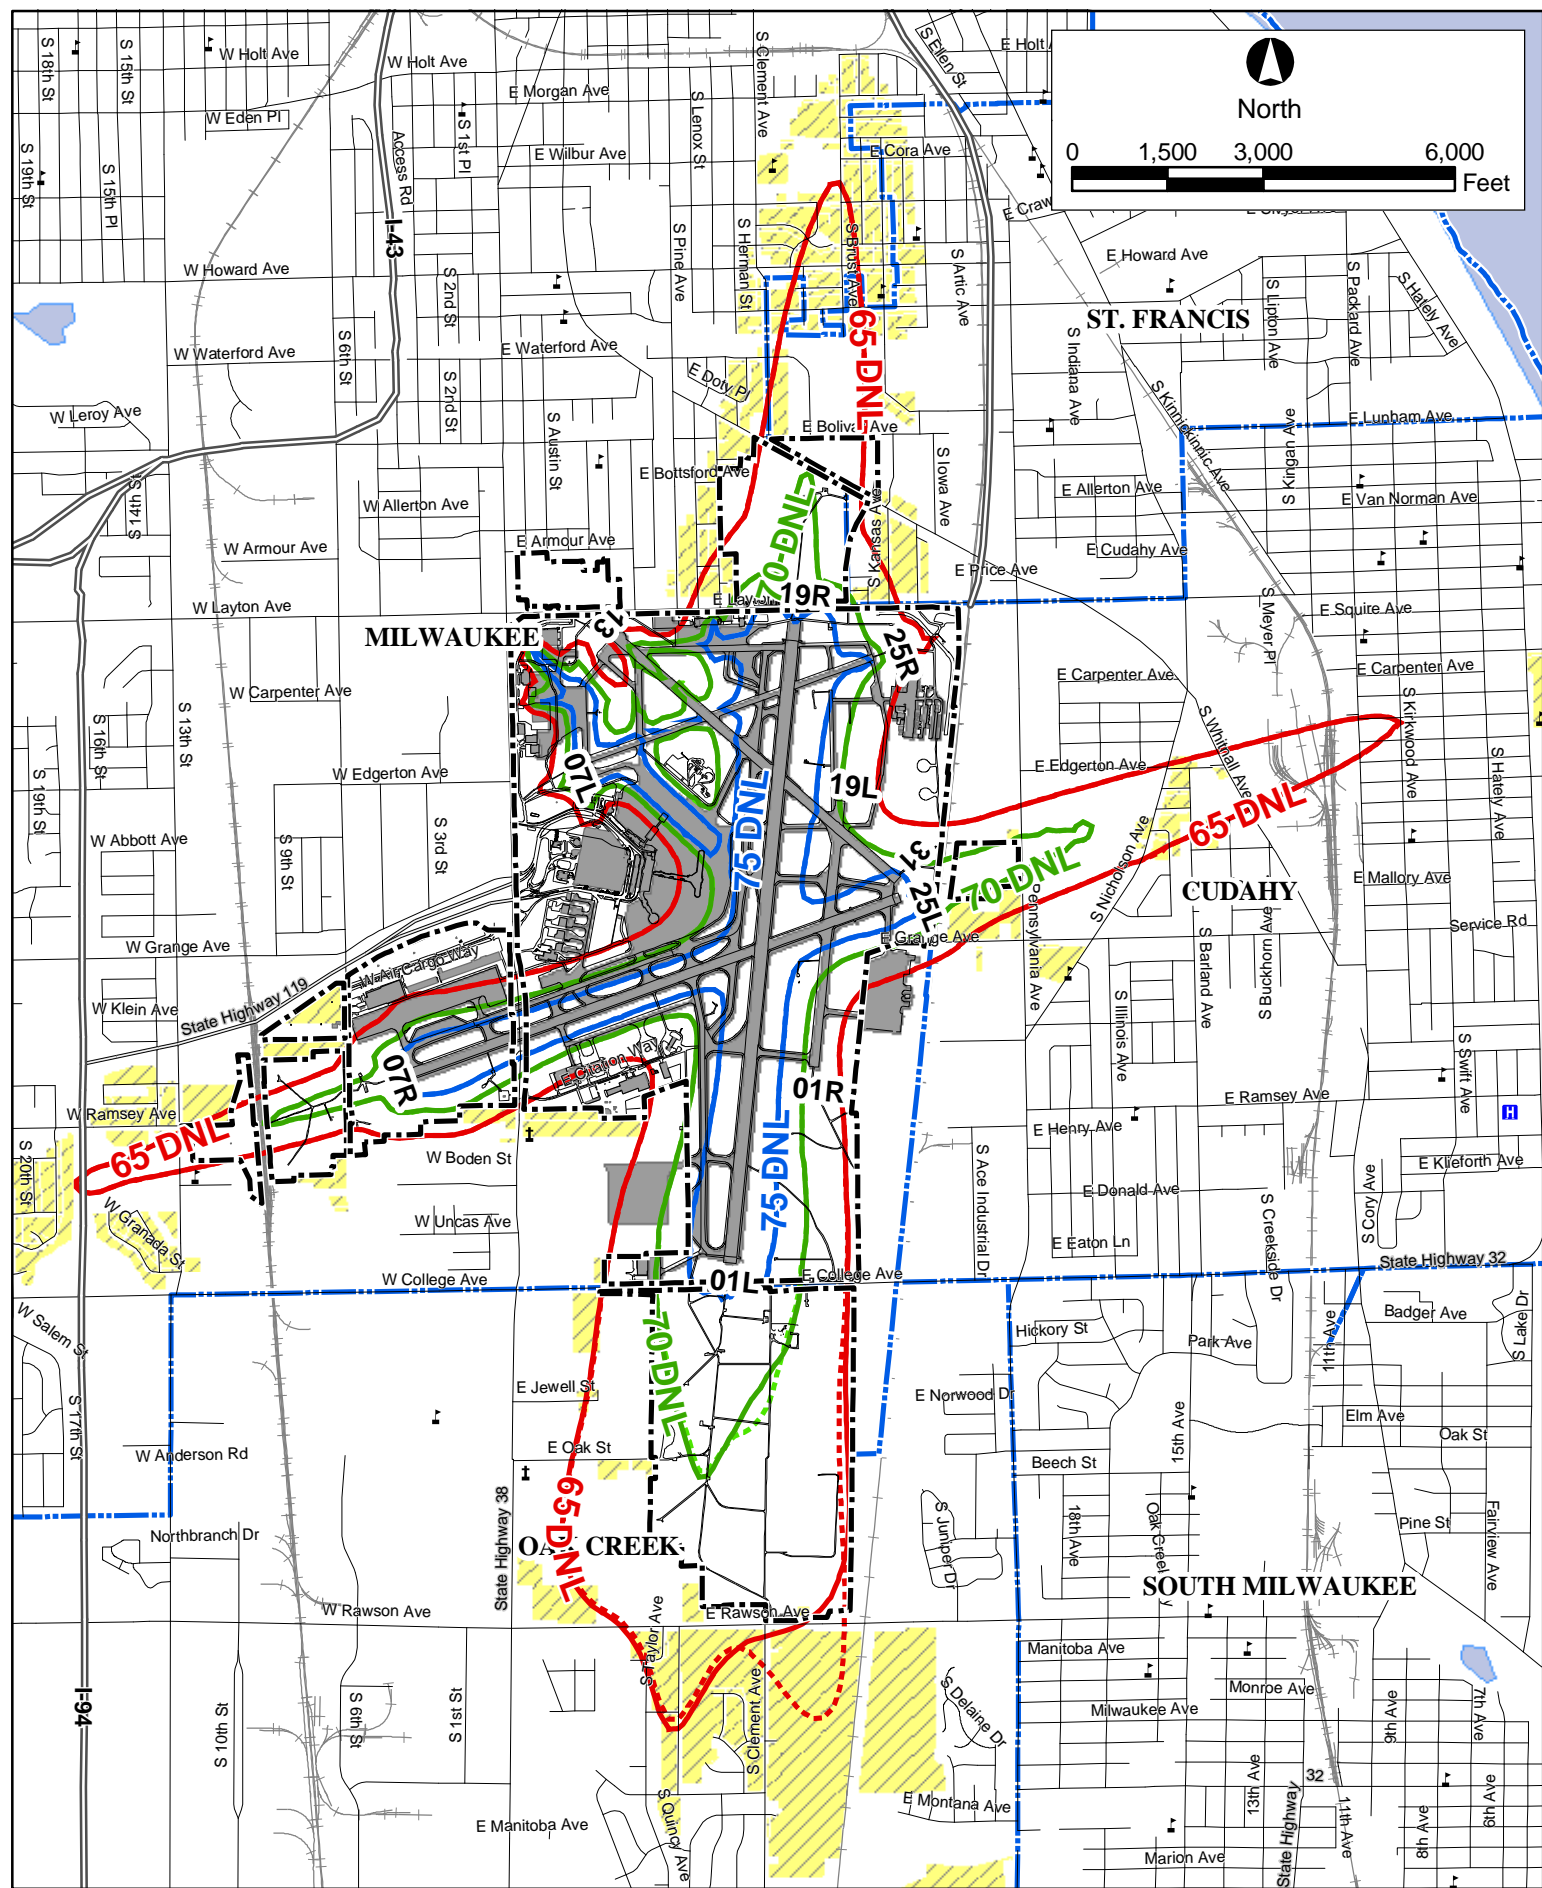 S 18th St
S 15th St
W Holt Ave
W Holt Ave
S Clement Ave
S Ellen St
E Holt
North
0 1,500 3,000 6,000
Feet
W Eden Pl
Access Rd
S 1st Pl
E Morgan Ave
S Lenox St
E Wilbur Ave
E Cora Ave
S 19th St
S 15th Pl
I-43
E Craw
S Pine Ave
S Herman St
S Brust Ave
S Artic Ave
E Howard Ave
W Howard Ave
S 2nd St
S Lipton Ave
S Packard Ave
S Hately Ave
ST. FRANCIS
65-DNL
S 6th St
W Waterford Ave
E Waterford Ave
S Indiana Ave
E Doty Pl
S 2nd St
S Kinnickinnic Ave
W Leroy Ave
S Austin St
E Bolivar Ave
E Lunham Ave
S Kingan Ave
E Bottsford Ave
S Iowa Ave
S 14th St
W Allerton Ave
E Allerton Ave
E Van Norman Ave
70-DNL
S Kansas Ave
W Armour Ave
E Armour Ave
E Cudahy Ave
E Price Ave
W Layton Ave
E Lay
19R
S Meyer Pl
E Squire Ave
MILWAUKEE
13
25R
W Carpenter Ave
E Carpenter Ave
E Carpenter Ave
S 16th St
S 13th St
S Whitnall Ave
S Kirkwood Ave
S Hately Ave
W Edgerton Ave
07L
E Edgerton Ave
S 19th St
19L
W Abbott Ave
S 9th St
S 3rd St
75 DNL
65-DNL
31
70-DNL
S Nicholson Ave
E Mallory Ave
CUDAHY
25L
Pennsylvania Ave
W Grange Ave
E Grange Ave
S Barland Ave
S Buckhorn Ave
Service Rd
W Air Cargo Way
W Klein Ave
State Highway 119
S Illinois Ave
S Swift Ave
E Citation Way
07R
01R
W Ramsey Ave
E Ramsey Ave
H
65-DNL
E Henry Ave
S 20th St
W Boden St
S Ace Industrial Dr
E Klieforth Ave
75-DNL
E Donald Ave
W Granada St
W Uncas Ave
S Creekside Dr
S Cory Ave
E Eaton Ln
W College Ave
01L
E College Ave
State Highway 32
W Salem St
Hickory St
Park Ave
11th Ave
Badger Ave
S Lake Dr
70-DNL
E Jewell St
E Norwood Dr
S 17th St
15th Ave
Elm Ave
W Anderson Rd
E Oak St
Oak St
Beech St
State Highway 38
65-DNL
S Juniper Dr
18th Ave
Pine St
Fairview Ave
Northbranch Dr
OAK CREEK
SOUTH MILWAUKEE
W Rawson Ave
E Rawson Ave
S Taylor Ave
Manitoba Ave
I-94
S 10th St
S 6th St
S 1st St
S Clement Ave
S Delaine Dr
Monroe Ave
Milwaukee Ave
9th Ave
7th Ave
13th Ave
32
E Montana Ave
S Quincy Ave
E Manitoba Ave
State Highway
11th Ave
8th Ave
6th Ave
Marion Ave